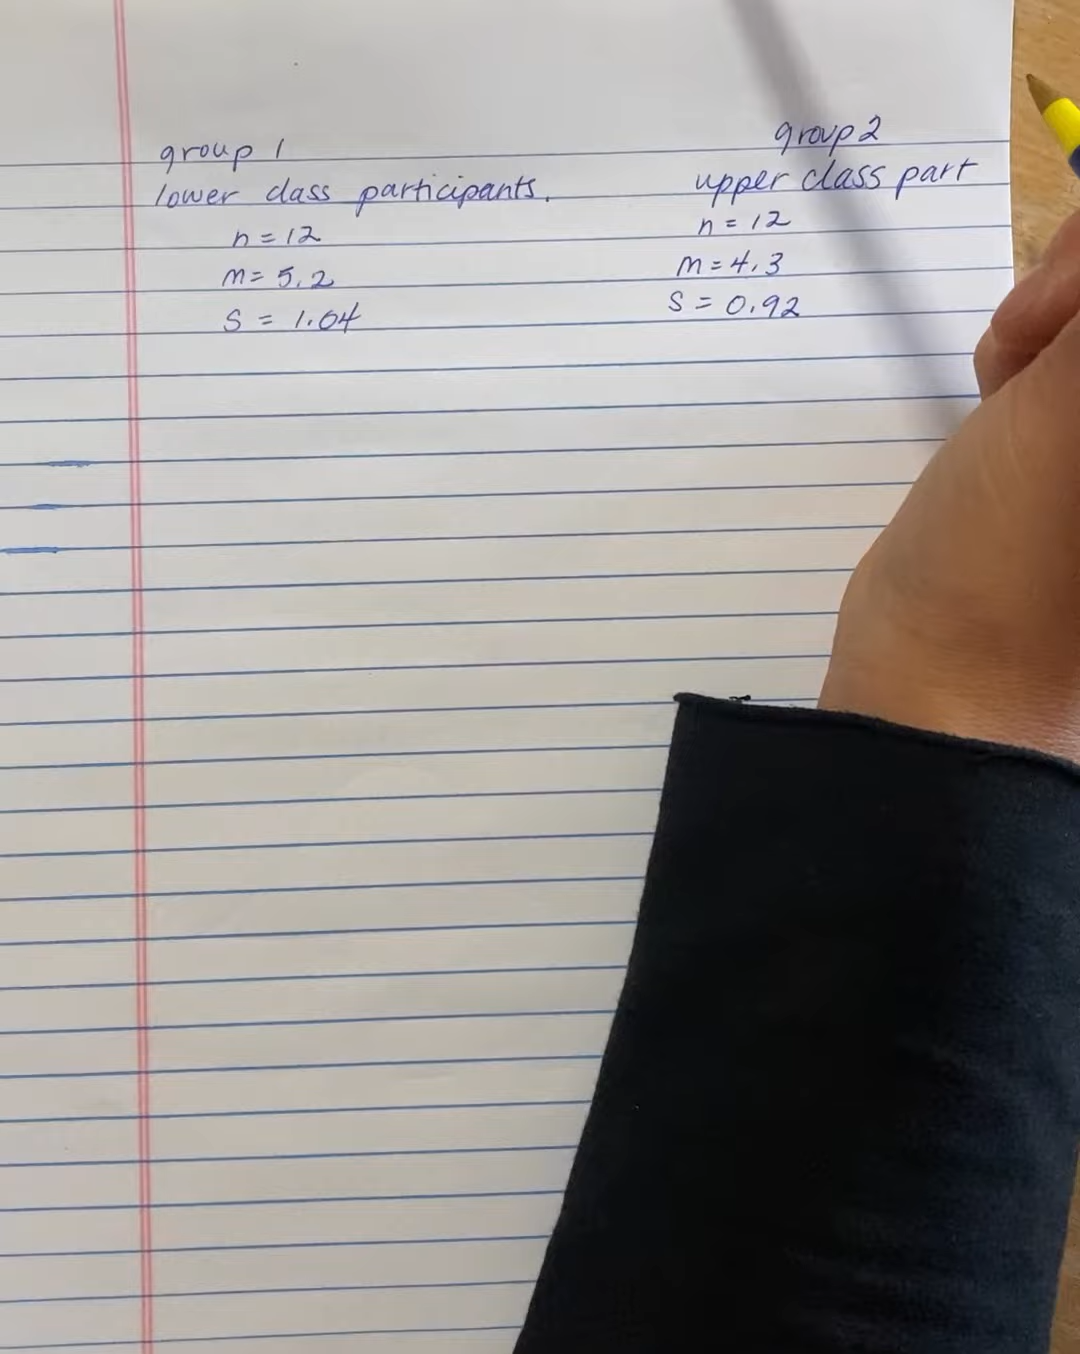 group 1
lower class participants.
n = 12
m = 5.2
S = 1.04
group 2
upper class part
n = 12
m = 4.3
S = 0.92